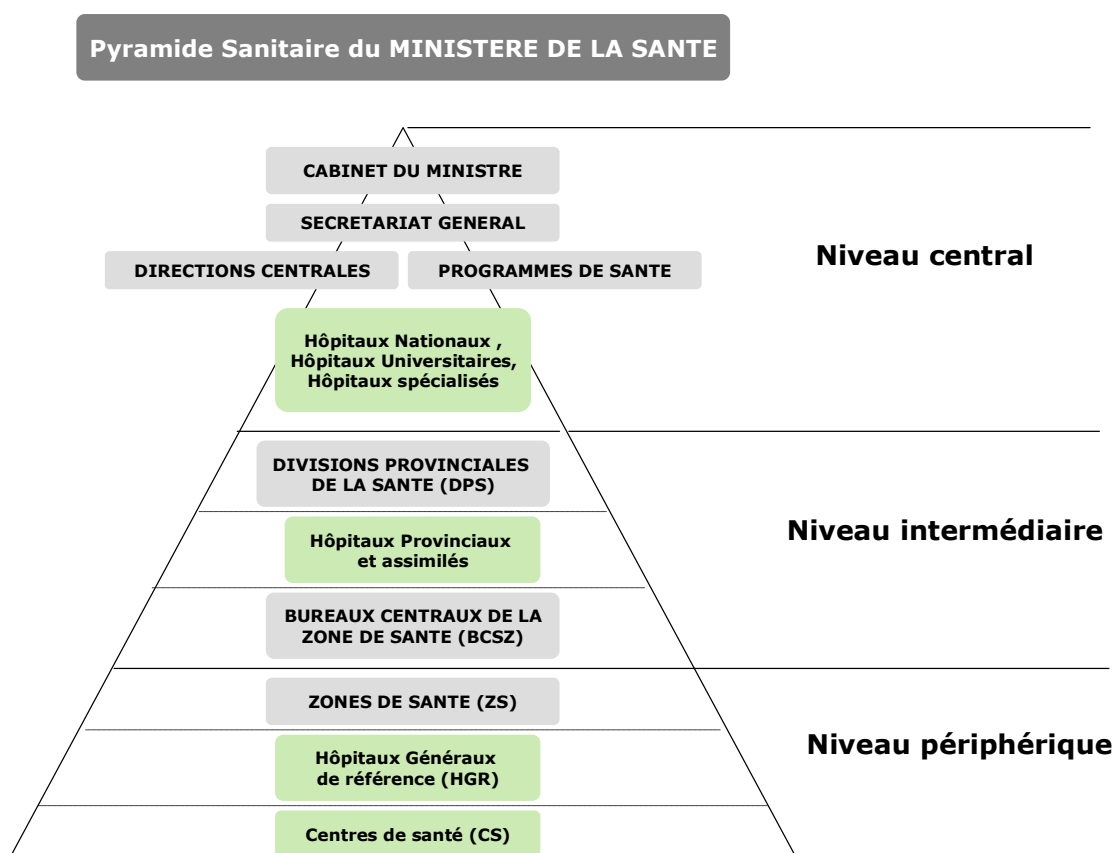 Pyramide Sanitaire du MINISTERE DE LA SANTE
CABINET DU MINISTRE
SECRETARIAT GENERAL
DIRECTIONS CENTRALES
PROGRAMMES DE SANTE
Niveau central
Hôpitaux Nationaux ,
Hôpitaux Universitaires,
Hôpitaux spécialisés
DIVISIONS PROVINCIALES
DE LA SANTE (DPS)
Niveau intermédiaire
Hôpitaux Provinciaux
et assimilés
BUREAUX CENTRAUX DE LA
ZONE DE SANTE (BCSZ)
ZONES DE SANTE (ZS)
Niveau périphérique
Hôpitaux Généraux
de référence (HGR)
Centres de santé (CS)